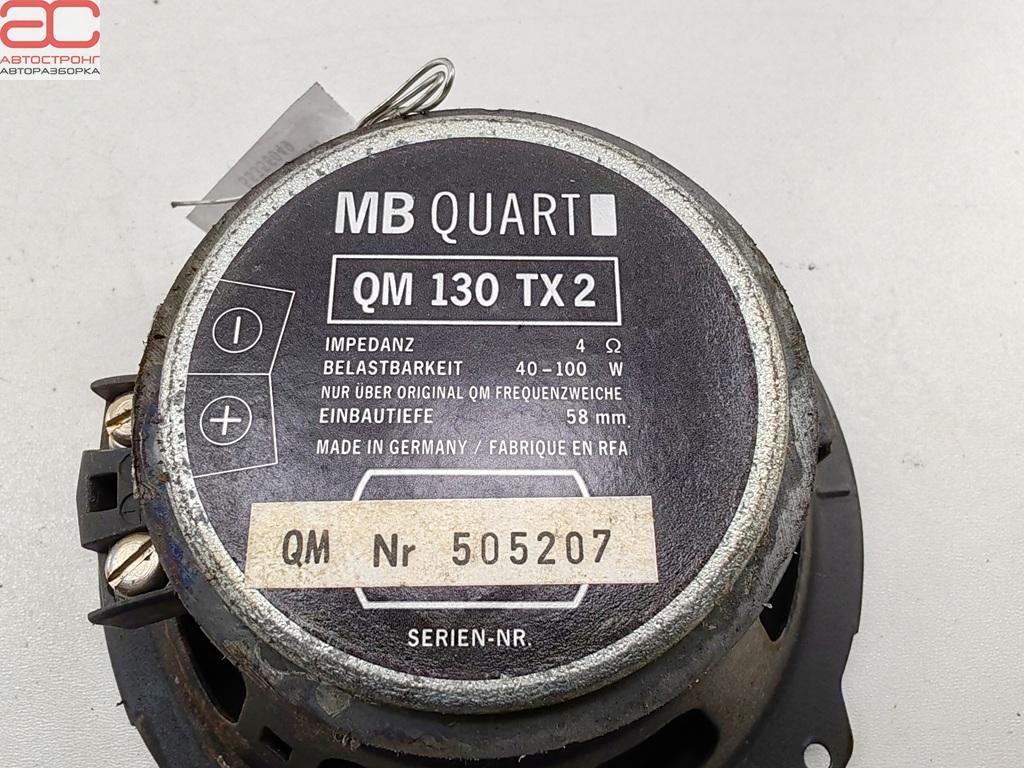 АС
АВТОСТРОНГ
АВТОРАЗБОРКА
MB QUART
QM 130 TX 2
IMPEDANZ 4 Ω
BELASTBARKEIT 40-100 W
NUR ÜBER ORIGINAL QM FREQUENZWEICHE
EINBAUTIEFE 58 mm.
MADE IN GERMANY / FABRIQUE EN RFA
QM Nr 505207
SERIEN-NR.